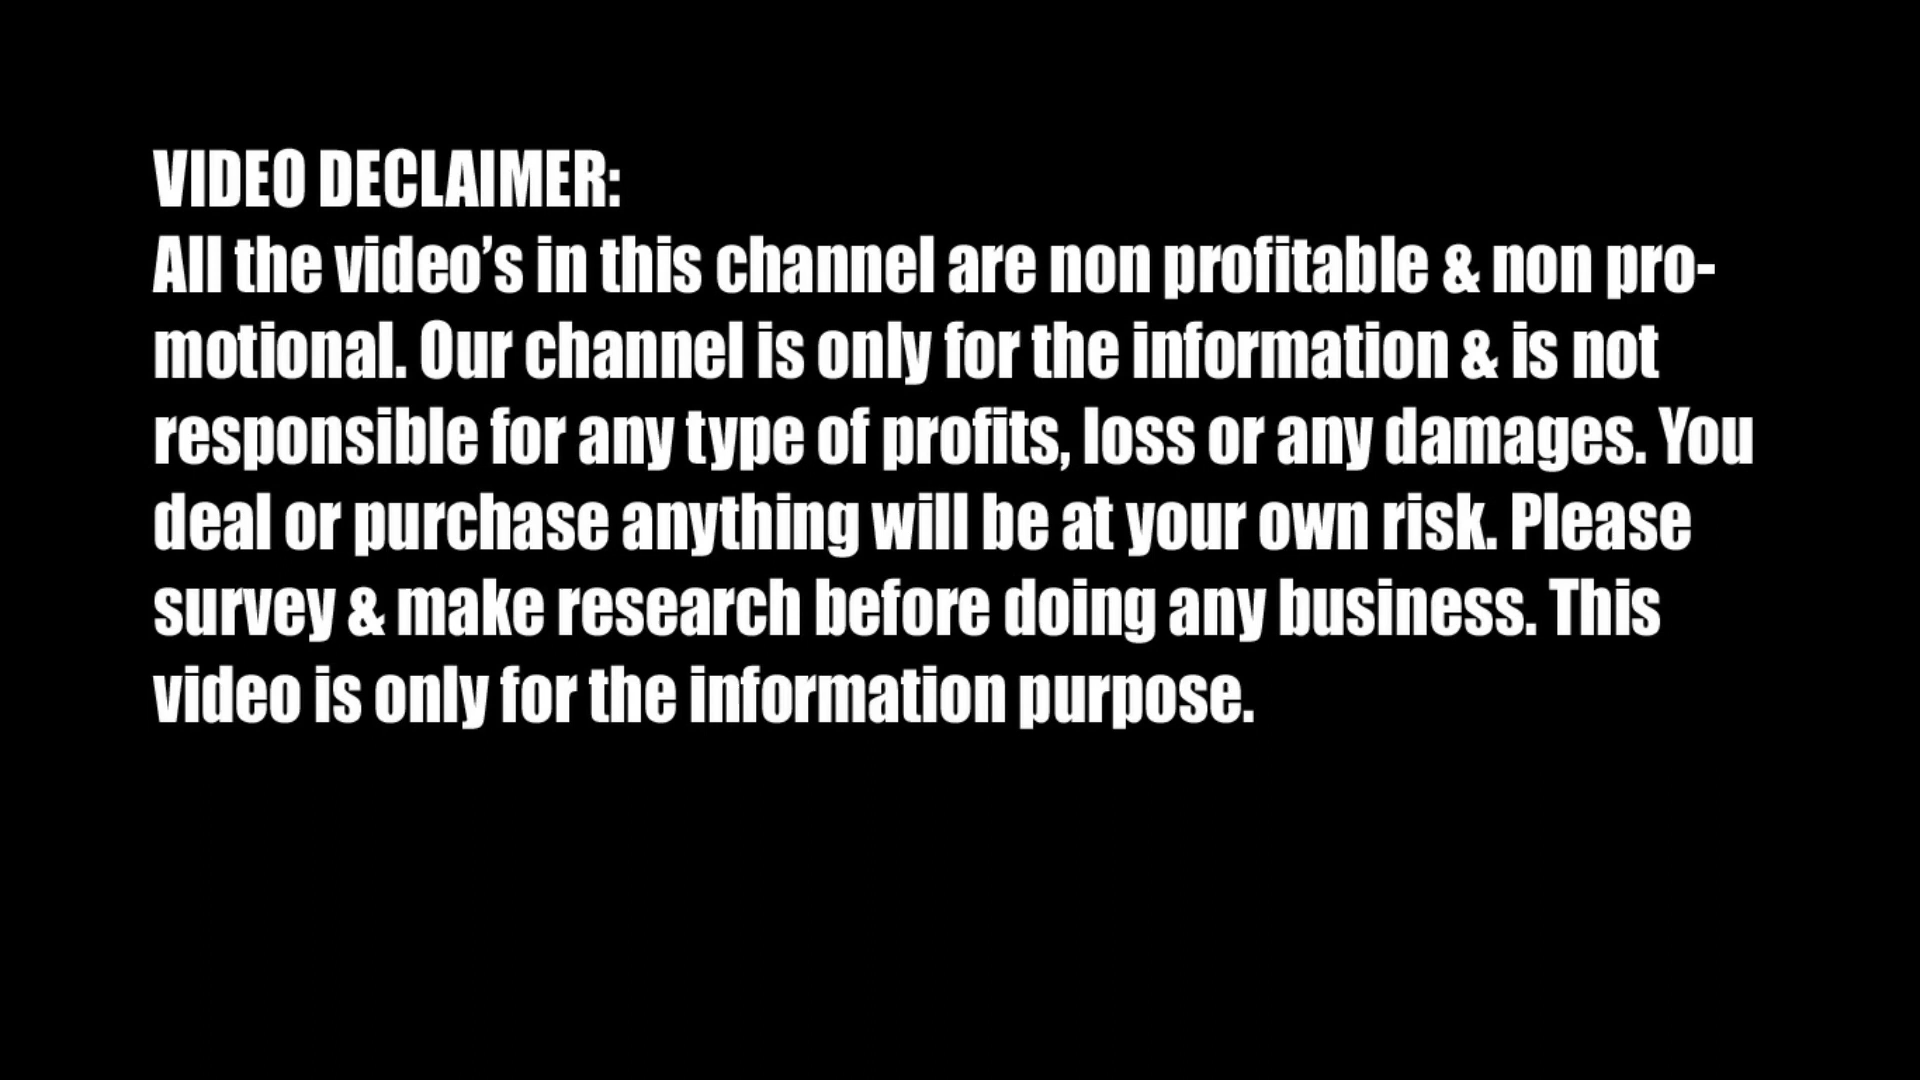 VIDEO DECLAIMER:
All the video’s in this channel are non profitable & non pro-
motional. Our channel is only for the information & is not
responsible for any type of profits, loss or any damages. You
deal or purchase anything will be at your own risk. Please
survey & make research before doing any business. This
video is only for the information purpose.